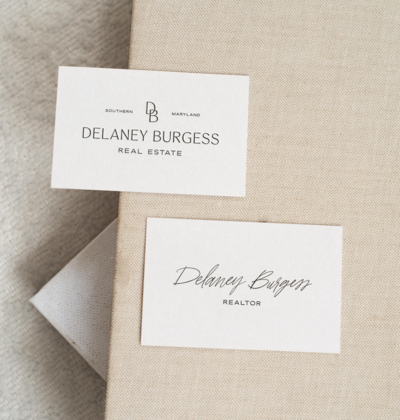 SOUTHERN DB MARYLAND
DELANEY BURGESS
REAL ESTATE
Delaney Burgess
REALTOR